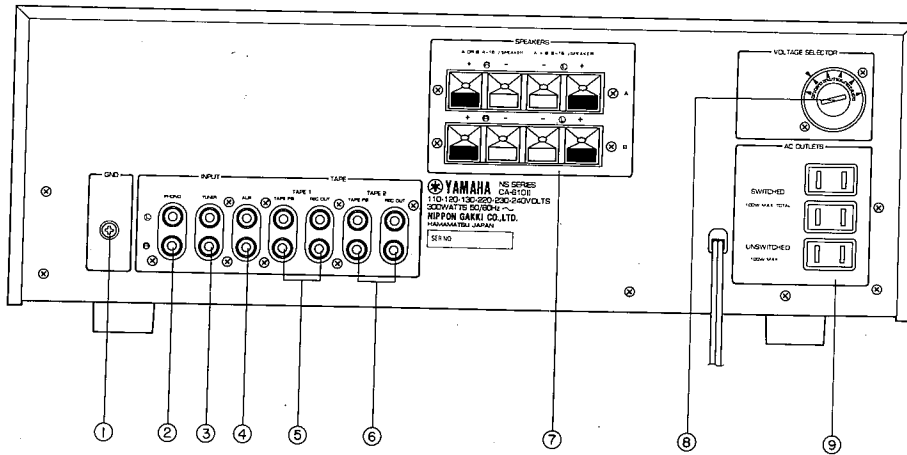 SPEAKERS
A OR B 4-16 /SPEAKER A + B 8-16 /SPEAKER
+ R - - L + A
+ R - - L + B
VOLTAGE SELECTOR
AC OUTLETS
SWITCHED
100W MAX TOTAL
UNSWITCHED
100W MAX
GND
INPUT TAPE
PHONO TUNER AUX TAPE 1 TAPE 2
TAPE PB REC OUT TAPE PB REC OUT
L
R
YAMAHA NS SERIES
CA-610II
110-120-130-220-230-240VOLTS
300WATTS 50/60Hz ~
NIPPON GAKKI CO., LTD.
HAMAMATSU JAPAN
SER NO
1 2 3 4 5 6 7 8 9